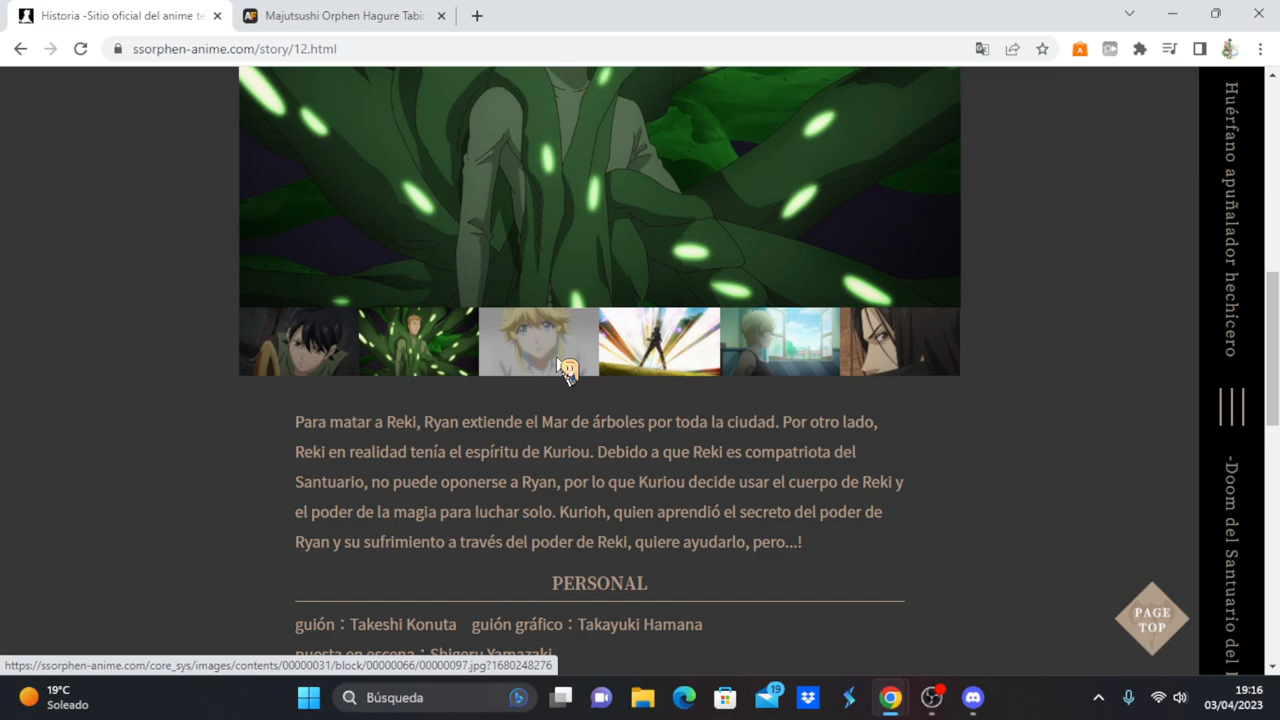 Historia -Sitio oficial del anime te
Majutsushi Orphen Hagure Tabi:
ssorphen-anime.com/story/12.html
Huérfano apuñalador hechicero
-Doom del Santuario del
Para matar a Reki, Ryan extiende el Mar de árboles por toda la ciudad. Por otro lado,
Reki en realidad tenía el espíritu de Kuriou. Debido a que Reki es compatriota del
Santuario, no puede oponerse a Ryan, por lo que Kuriou decide usar el cuerpo de Reki y
el poder de la magia para luchar solo. Kurioh, quien aprendió el secreto del poder de
Ryan y su sufrimiento a través del poder de Reki, quiere ayudarlo, pero...!
PERSONAL
guión：Takeshi Konuta guión gráfico：Takayuki Hamana
puesta en escena：Shigeru Yamazaki
PAGE
TOP
https://ssorphen-anime.com/core_sys/images/contents/00000031/block/00000066/00000097.jpg?1680248276
19°C
Soleado
Búsqueda
19
19:16
03/04/2023